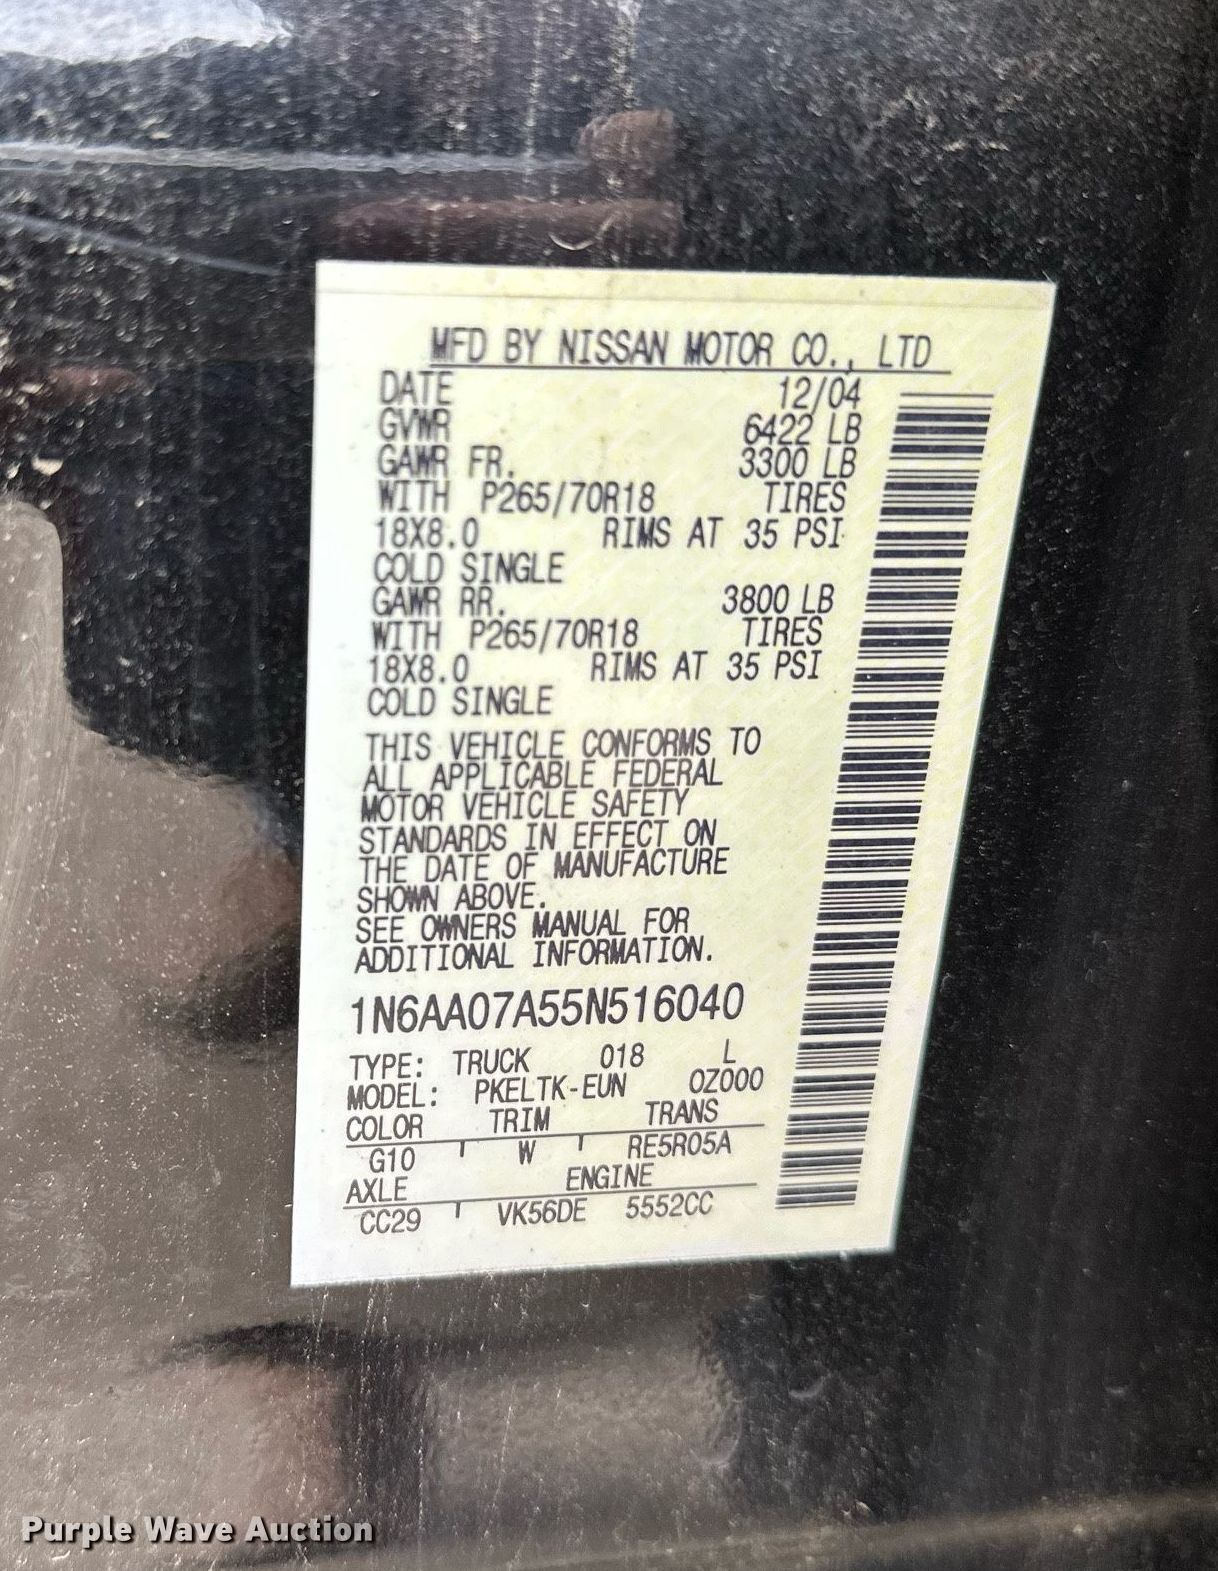 MFD BY NISSAN MOTOR CO., LTD
DATE 12/04
GVWR 6422 LB
GAWR FR. 3300 LB
WITH P265/70R18 TIRES
18X8.0 RIMS AT 35 PSI
COLD SINGLE
GAWR RR. 3800 LB
WITH P265/70R18 TIRES
18X8.0 RIMS AT 35 PSI
COLD SINGLE
THIS VEHICLE CONFORMS TO
ALL APPLICABLE FEDERAL
MOTOR VEHICLE SAFETY
STANDARDS IN EFFECT ON
THE DATE OF MANUFACTURE
SHOWN ABOVE.
SEE OWNERS MANUAL FOR
ADDITIONAL INFORMATION.
1N6AA07A55N516040
TYPE: TRUCK 018 L
MODEL: PKELTK-EUN 0Z000
COLOR TRIM TRANS
G10 W RE5R05A
AXLE ENGINE
CC29 VK56DE 5552CC
Purple Wave Auction